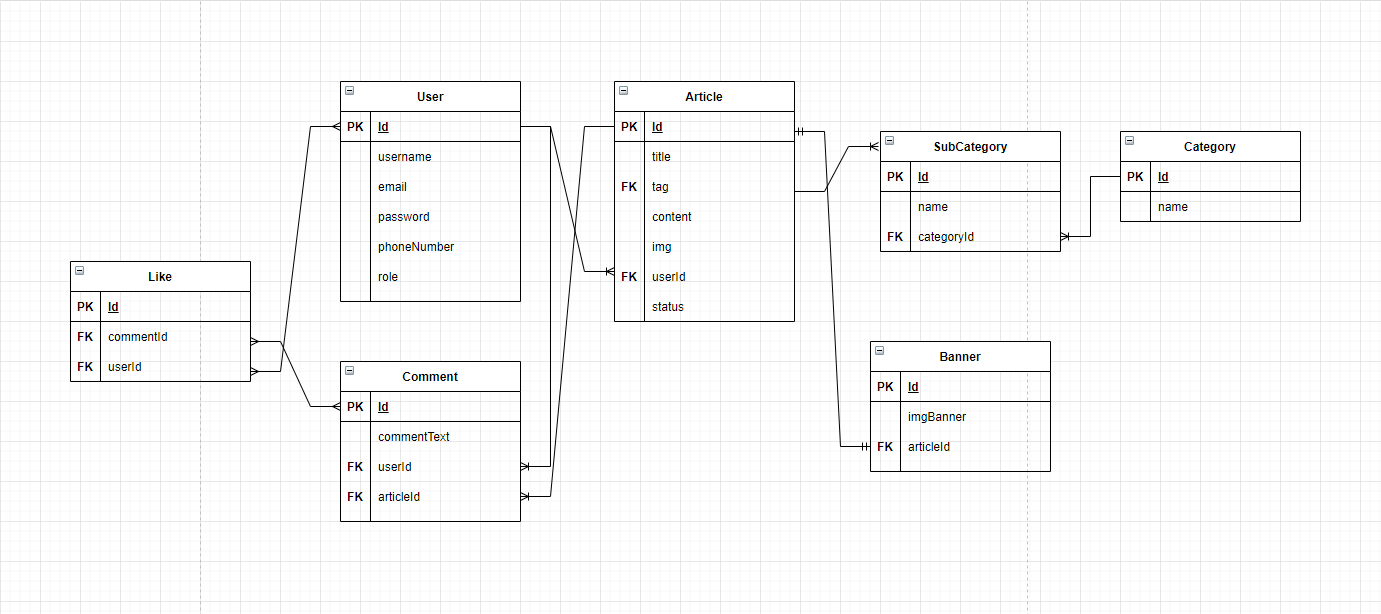 User
PK Id
username
email
password
phoneNumber
role
Article
PK Id
title
FK tag
content
img
FK userId
status
SubCategory
PK Id
name
FK categoryId
Category
PK Id
name
Like
PK Id
FK commentId
FK userId
Comment
PK Id
commentText
FK userId
FK articleId
Banner
PK Id
imgBanner
FK articleId